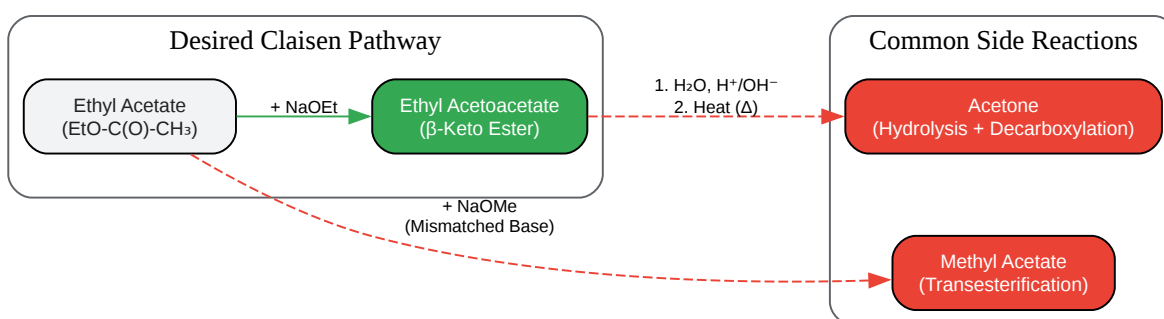 Desired Claisen Pathway
Common Side Reactions
Ethyl Acetate
(EtO-C(O)-CH₃)
+ NaOEt
Ethyl Acetoacetate
(β-Keto Ester)
1. H₂O, H⁺/OH⁻
2. Heat (Δ)
Acetone
(Hydrolysis + Decarboxylation)
+ NaOMe
(Mismatched Base)
Methyl Acetate
(Transesterification)